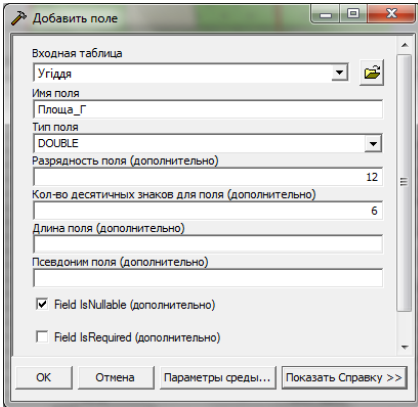 Добавить поле
Входная таблица
Угіддя
Имя поля
Площа_Г
Тип поля
DOUBLE
Разрядность поля (дополнительно)
12
Кол-во десятичных знаков для поля (дополнительно)
6
Длина поля (дополнительно)
Псевдоним поля (дополнительно)
Field IsNullable (дополнительно)
Field IsRequired (дополнительно)
OK Отмена Параметры среды... Показать Справку >>